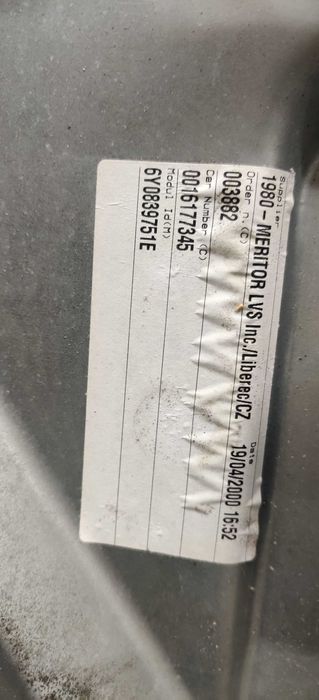 Supplier Date
1980 - MERITOR LVS Inc./Liberec/CZ 19/04/2000 16:52
Order n.(C)
003882
Car Number (C)
0016177345
Modul Id(M)
6Y0839751E